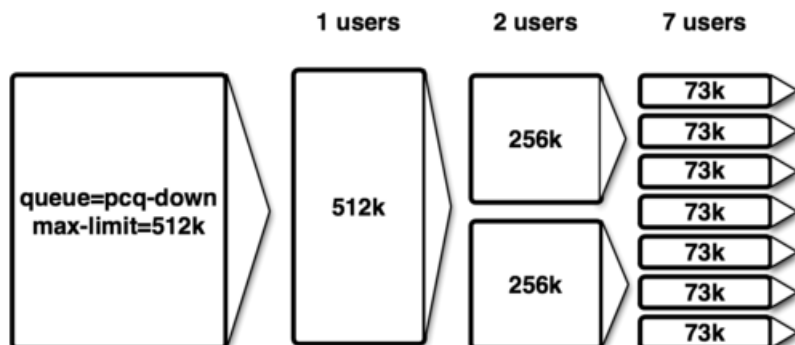 1 users
2 users
7 users
queue=pcq-down
max-limit=512k
512k
256k
256k
73k
73k
73k
73k
73k
73k
73k